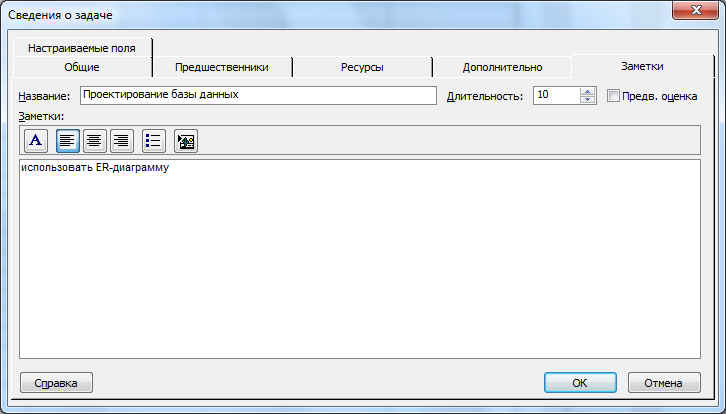 Сведения о задаче
Настраиваемые поля
Общие Предшественники Ресурсы Дополнительно Заметки
Название: Проектирование базы данных Длительность: 10 Предв. оценка
Заметки:
A
использовать ER-диаграмму
Справка OK Отмена